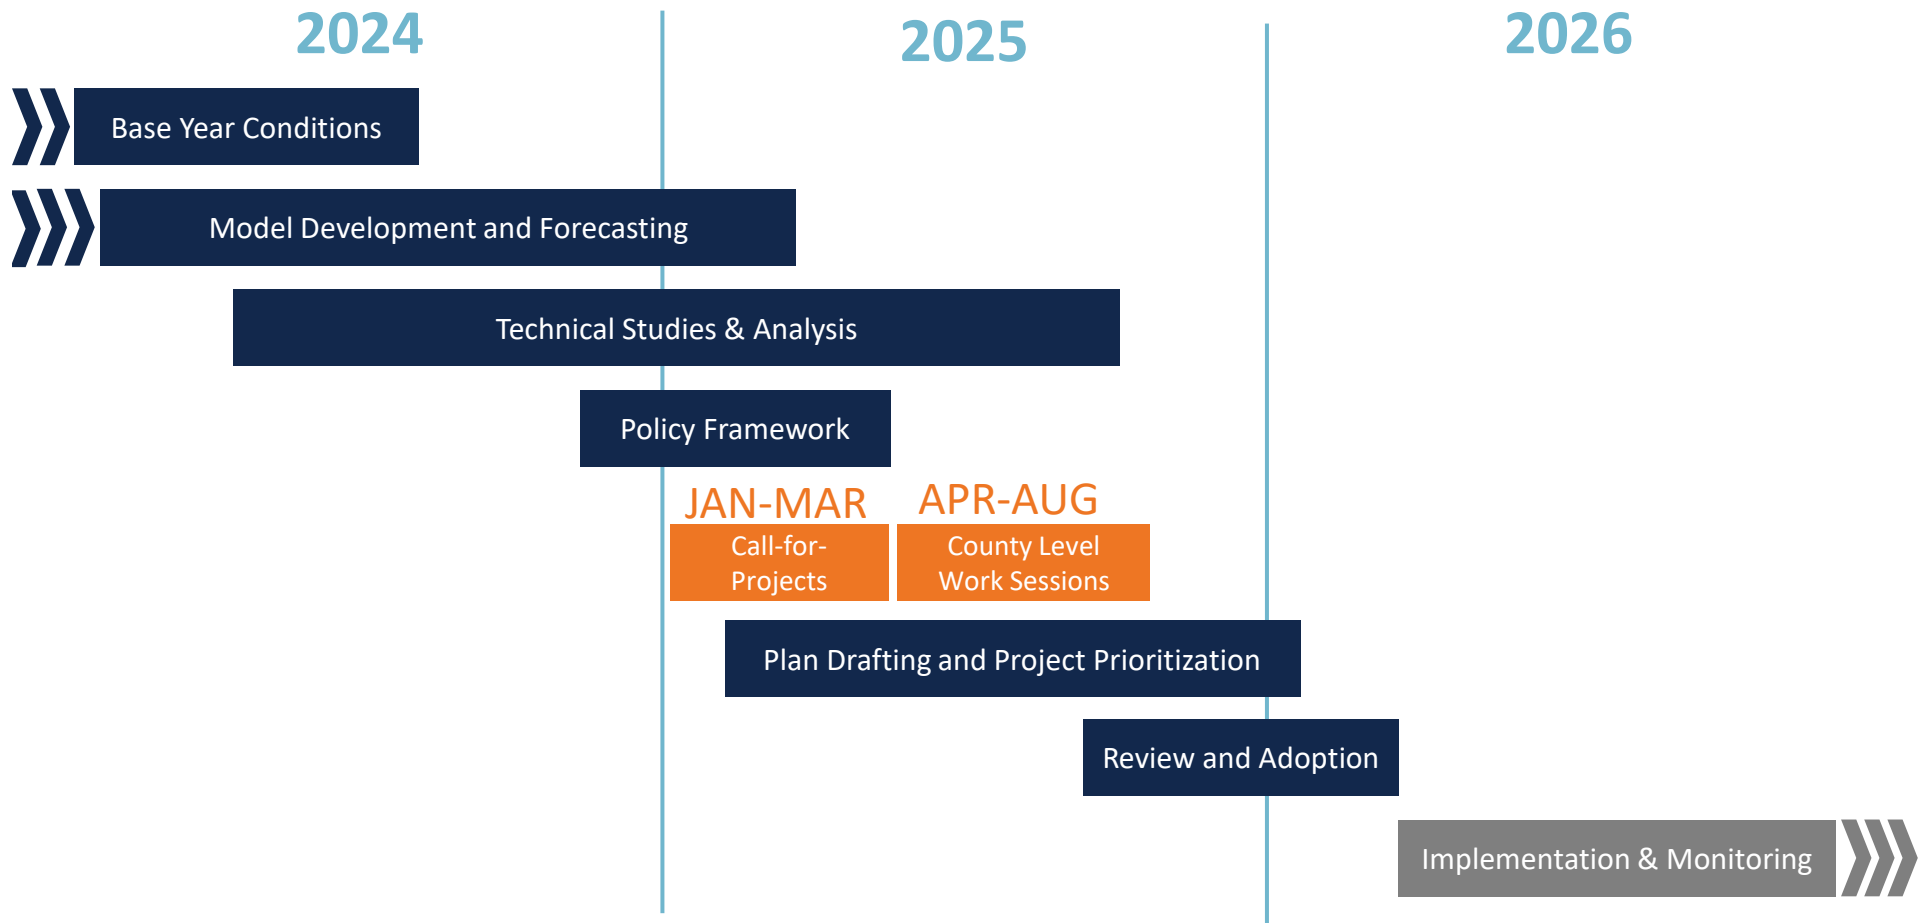 2024
2025
2026
Base Year Conditions
Model Development and Forecasting
Technical Studies & Analysis
Policy Framework
JAN-MAR
APR-AUG
Call-for-
Projects
County Level
Work Sessions
Plan Drafting and Project Prioritization
Review and Adoption
Implementation & Monitoring